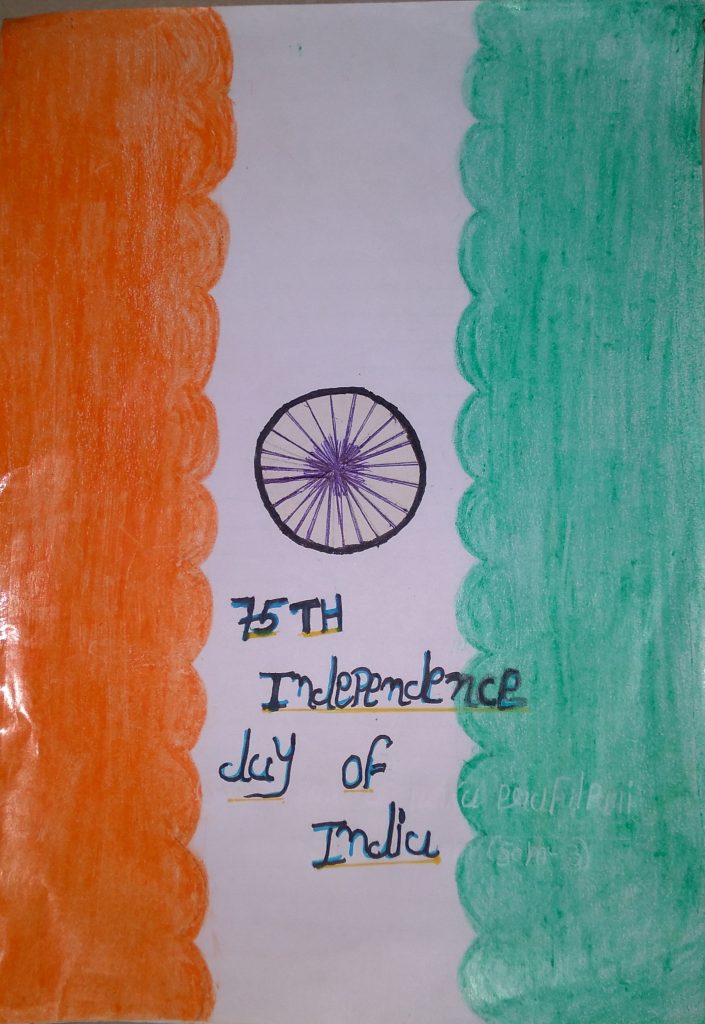 75TH
Independence
day of
India